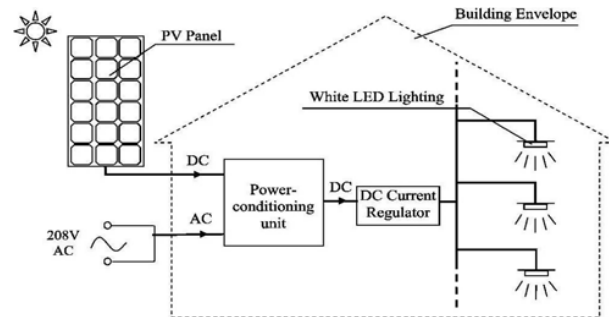 Building Envelope
PV Panel
White LED Lighting
DC
Power-
conditioning
unit
DC
DC Current
Regulator
AC
208V
AC